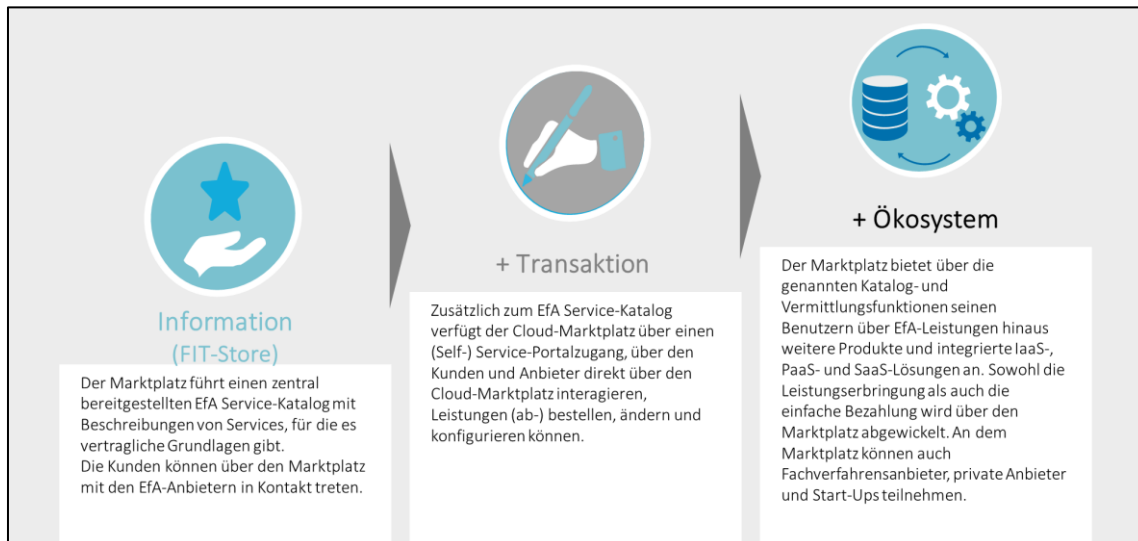 Information
(FIT-Store)
Der Marktplatz führt einen zentral
bereitgestellten EfA Service-Katalog mit
Beschreibungen von Services, für die es
vertragliche Grundlagen gibt.
Die Kunden können über den Marktplatz
mit den EfA-Anbietern in Kontakt treten.
+ Transaktion
Zusätzlich zum EfA Service-Katalog
verfügt der Cloud-Marktplatz über einen
(Self-) Service-Portalzugang, über den
Kunden und Anbieter direkt über den
Cloud-Marktplatz interagieren,
Leistungen (ab-) bestellen, ändern und
konfigurieren können.
+ Ökosystem
Der Marktplatz bietet über die
genannten Katalog- und
Vermittlungsfunktionen seinen
Benutzern über EfA-Leistungen hinaus
weitere Produkte und integrierte IaaS-,
PaaS- und SaaS-Lösungen an. Sowohl die
Leistungserbringung als auch die
einfache Bezahlung wird über den
Marktplatz abgewickelt. An dem
Marktplatz können auch
Fachverfahrensanbieter, private Anbieter
und Start-Ups teilnehmen.